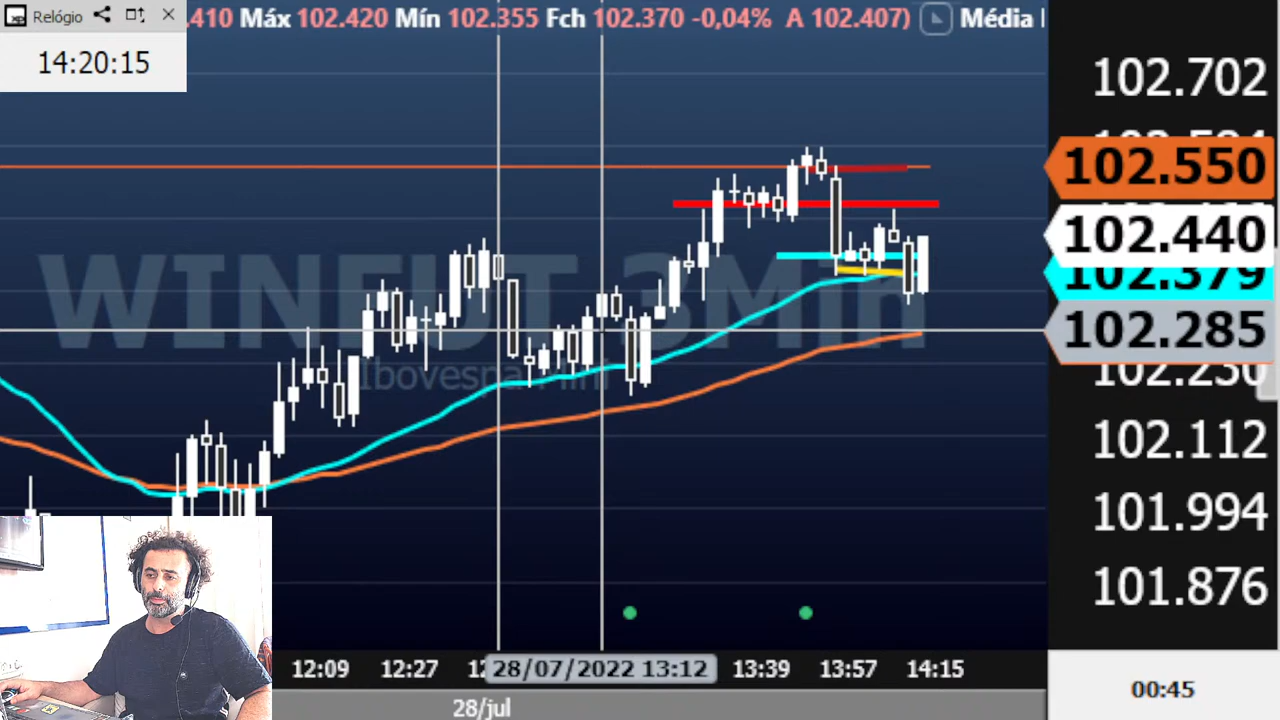 Relógio
.410 Máx 102.420 Mín 102.355 Fch 102.370 -0,04% A 102.407) Média
14:20:15
102.702
102.550
102.440
102.379
102.285
102.230
102.112
101.994
101.876
WINFUT 3Min
Ibovespa Mini
12:09 12:27 28/07/2022 13:12 13:39 13:57 14:15
00:45
28/jul